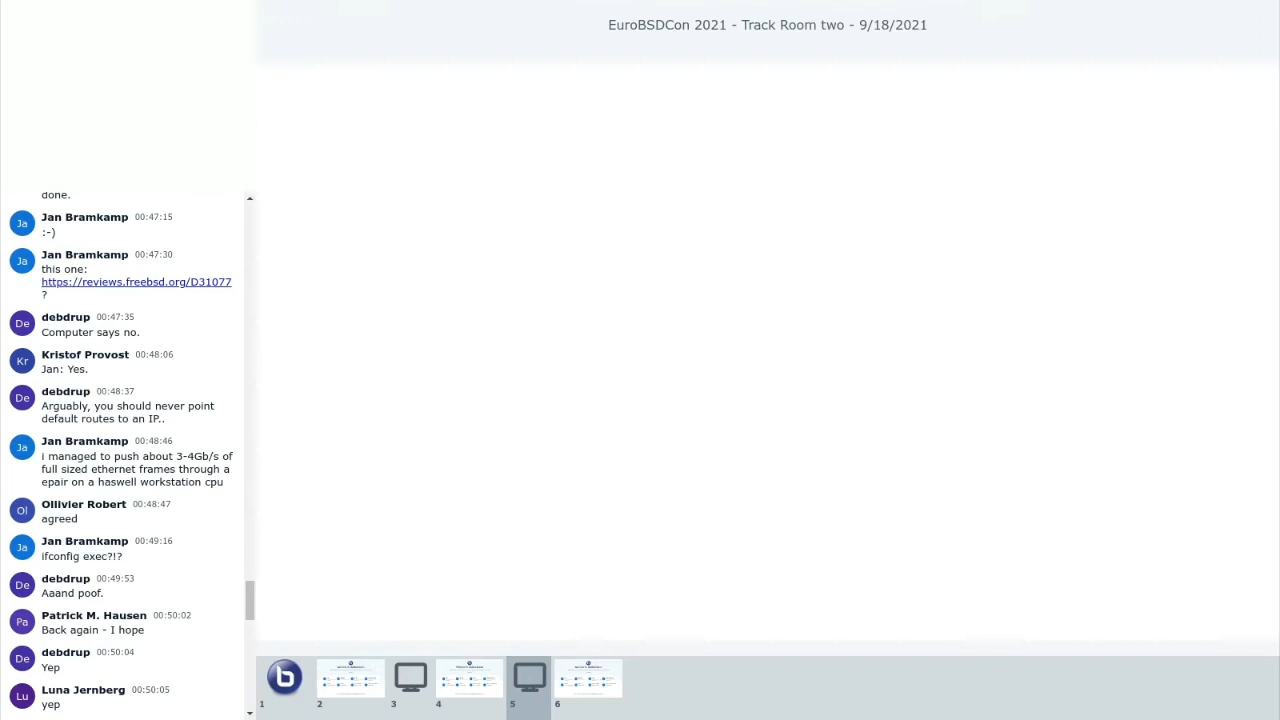 EuroBSDCon 2021 - Track Room two - 9/18/2021
done.
Ja Jan Bramkamp 00:47:15
:-)
Ja Jan Bramkamp 00:47:30
this one:
https://reviews.freebsd.org/D31077
?
De debdrup 00:47:35
Computer says no.
Kr Kristof Provost 00:48:06
Jan: Yes.
De debdrup 00:48:37
Arguably, you should never point
default routes to an IP..
Ja Jan Bramkamp 00:48:46
i managed to push about 3-4Gb/s of
full sized ethernet frames through a
epair on a haswell workstation cpu
Ol Ollivier Robert 00:48:47
agreed
Ja Jan Bramkamp 00:49:16
ifconfig exec?!?
De debdrup 00:49:53
Aaand poof.
Pa Patrick M. Hausen 00:50:02
Back again - I hope
De debdrup 00:50:04
Yep
Lu Luna Jernberg 00:50:05
yep
b
1 2 3 4 5 6